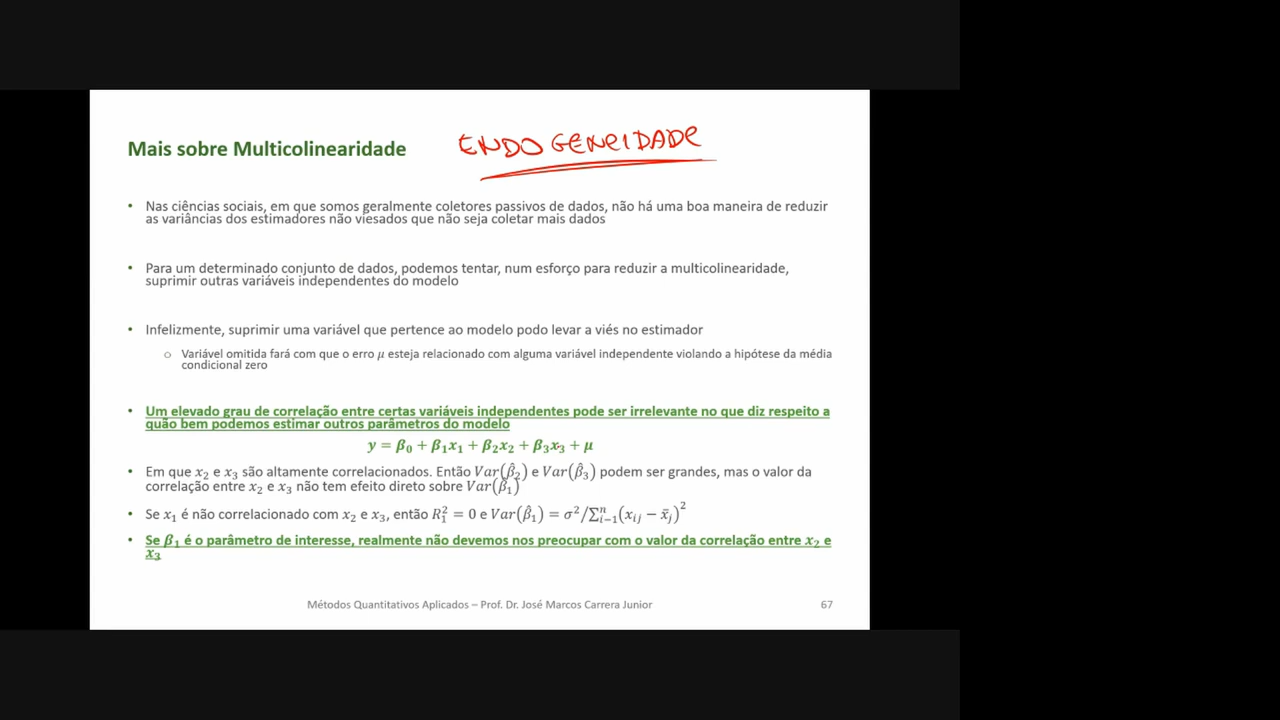 Mais sobre Multicolinearidade
ENDOGENEIDADE
• Nas ciências sociais, em que somos geralmente coletores passivos de dados, não há uma boa maneira de reduzir
as variâncias dos estimadores não viesados que não seja coletar mais dados
• Para um determinado conjunto de dados, podemos tentar, num esforço para reduzir a multicolinearidade,
suprimir outras variáveis independentes do modelo
• Infelizmente, suprimir uma variável que pertence ao modelo podo levar a viés no estimador
○ Variável omitida fará com que o erro μ esteja relacionado com alguma variável independente violando a hipótese da média
condicional zero
• Um elevado grau de correlação entre certas variáveis independentes pode ser irrelevante no que diz respeito a
quão bem podemos estimar outros parâmetros do modelo
y = β₀ + β₁x₁ + β₂x₂ + β₃x₃ + μ
• Em que x₂ e x₃ são altamente correlacionados. Então Var(β̂₂) e Var(β̂₃) podem ser grandes, mas o valor da
correlação entre x₂ e x₃ não tem efeito direto sobre Var(β̂₁)
• Se x₁ é não correlacionado com x₂ e x₃, então R₁² = 0 e Var(β̂₁) = σ²/∑ⁿᵢ₋₁(xᵢⱼ − x̄ⱼ)²
• Se β₁ é o parâmetro de interesse, realmente não devemos nos preocupar com o valor da correlação entre x₂ e
x₃
Métodos Quantitativos Aplicados – Prof. Dr. José Marcos Carrera Junior
67